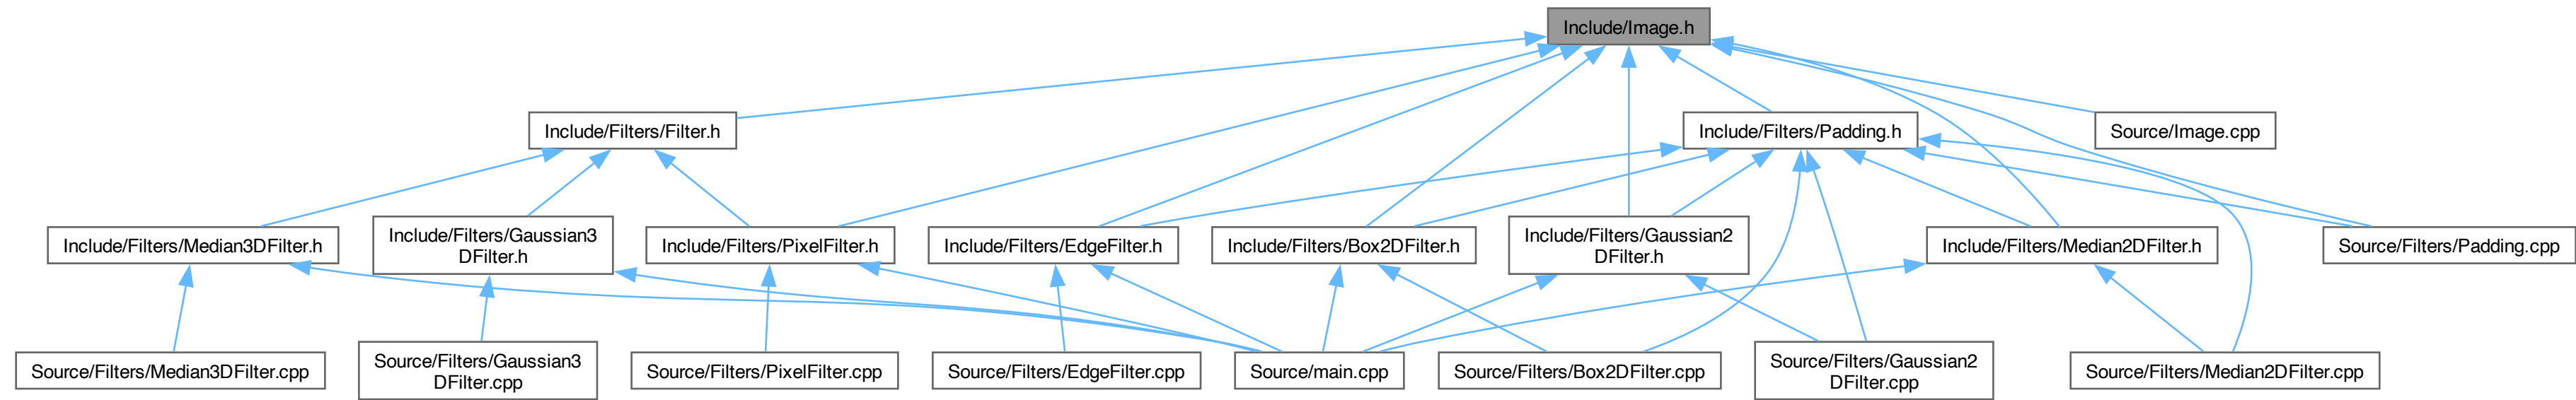 Include/Image.h
Include/Filters/Filter.h
Include/Filters/Padding.h
Source/Image.cpp
Include/Filters/Median3DFilter.h
Include/Filters/Gaussian3
DFilter.h
Include/Filters/PixelFilter.h
Include/Filters/EdgeFilter.h
Include/Filters/Box2DFilter.h
Include/Filters/Gaussian2
DFilter.h
Include/Filters/Median2DFilter.h
Source/Filters/Padding.cpp
Source/Filters/Median3DFilter.cpp
Source/Filters/Gaussian3
DFilter.cpp
Source/Filters/PixelFilter.cpp
Source/Filters/EdgeFilter.cpp
Source/main.cpp
Source/Filters/Box2DFilter.cpp
Source/Filters/Gaussian2
DFilter.cpp
Source/Filters/Median2DFilter.cpp